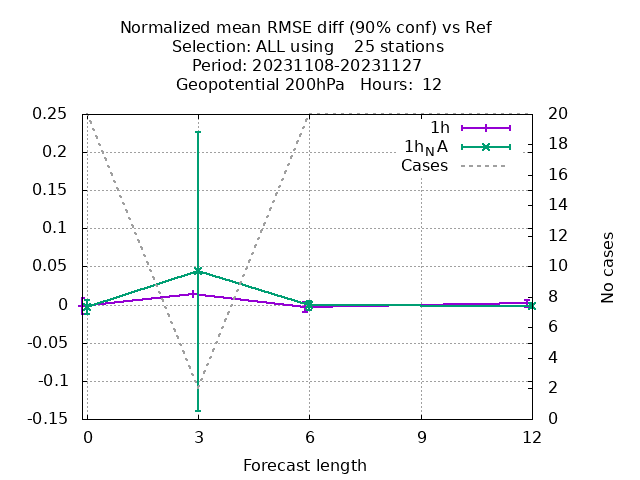 Normalized mean RMSE diff (90% conf) vs Ref
Selection: ALL using    25 stations
Period: 20231108-20231127
Geopotential 200hPa   Hours:  12
0.25
0.2
0.15
0.1
0.05
0
-0.05
-0.1
-0.15
20
18
16
14
12
10
8
6
4
2
0
1h
1h_NA
Cases
No cases
0
3
6
9
12
Forecast length